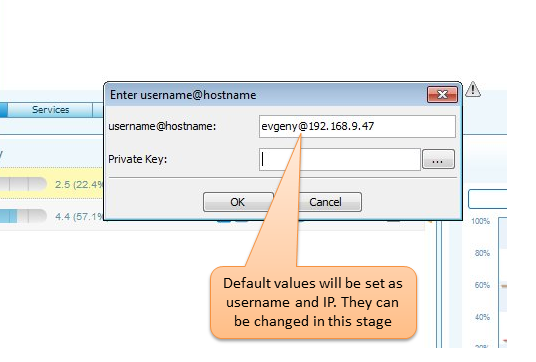 Enter username@hostname
Services
username@hostname:
evgeny@192.168.9.47
Private Key:
...
2.5 (22.4%
OK
Cancel
4.4 (57.1%
100%
80%
60%
40%
20%
Default values will be set as
username and IP. They can
be changed in this stage